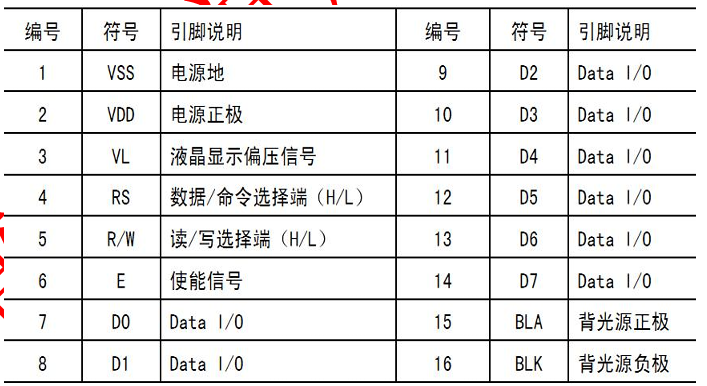 编号 符号 引脚说明 编号 符号 引脚说明
1 VSS 电源地 9 D2 Data I/O
2 VDD 电源正极 10 D3 Data I/O
3 VL 液晶显示偏压信号 11 D4 Data I/O
4 RS 数据/命令选择端（H/L） 12 D5 Data I/O
5 R/W 读/写选择端（H/L） 13 D6 Data I/O
6 E 使能信号 14 D7 Data I/O
7 D0 Data I/O 15 BLA 背光源正极
8 D1 Data I/O 16 BLK 背光源负极